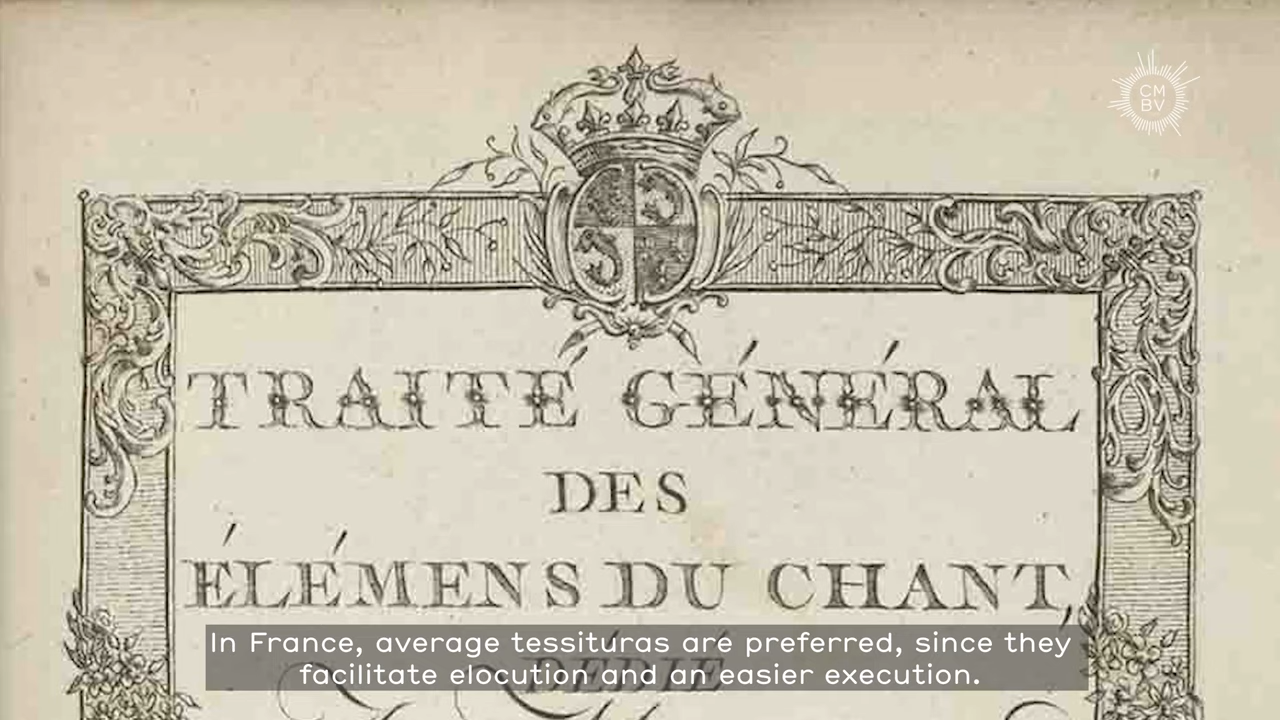 CM
BV
TRAITÉ GÉNÉRAL
DES
ÉLÉMENS DU CHANT,
DÉDIÉ
In France, average tessituras are preferred, since they
facilitate elocution and an easier execution.